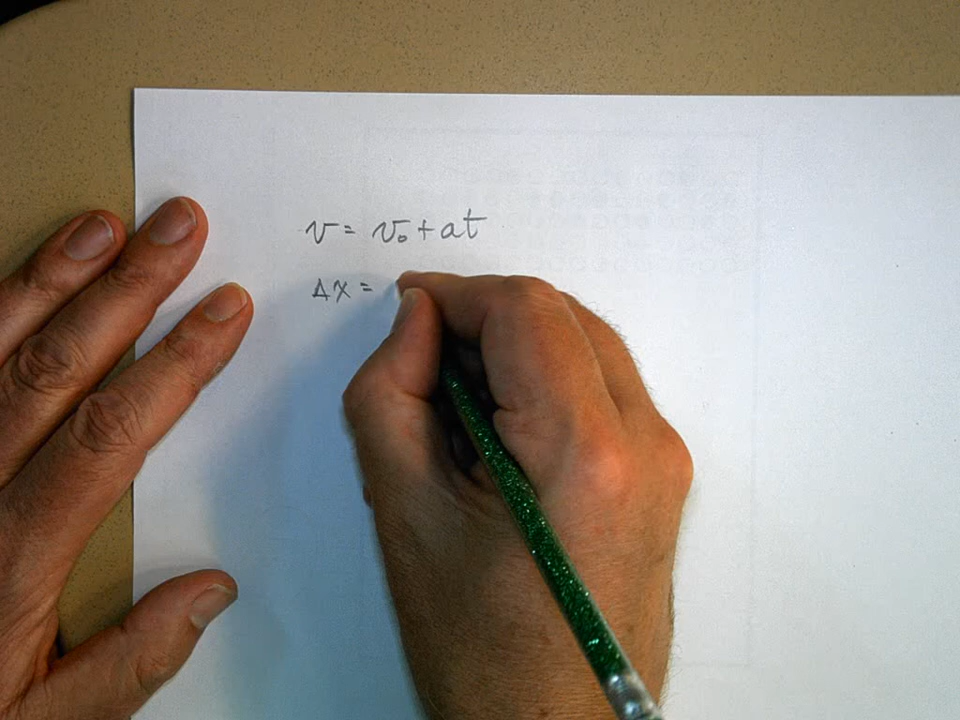 v = v₀ + at
Δx =